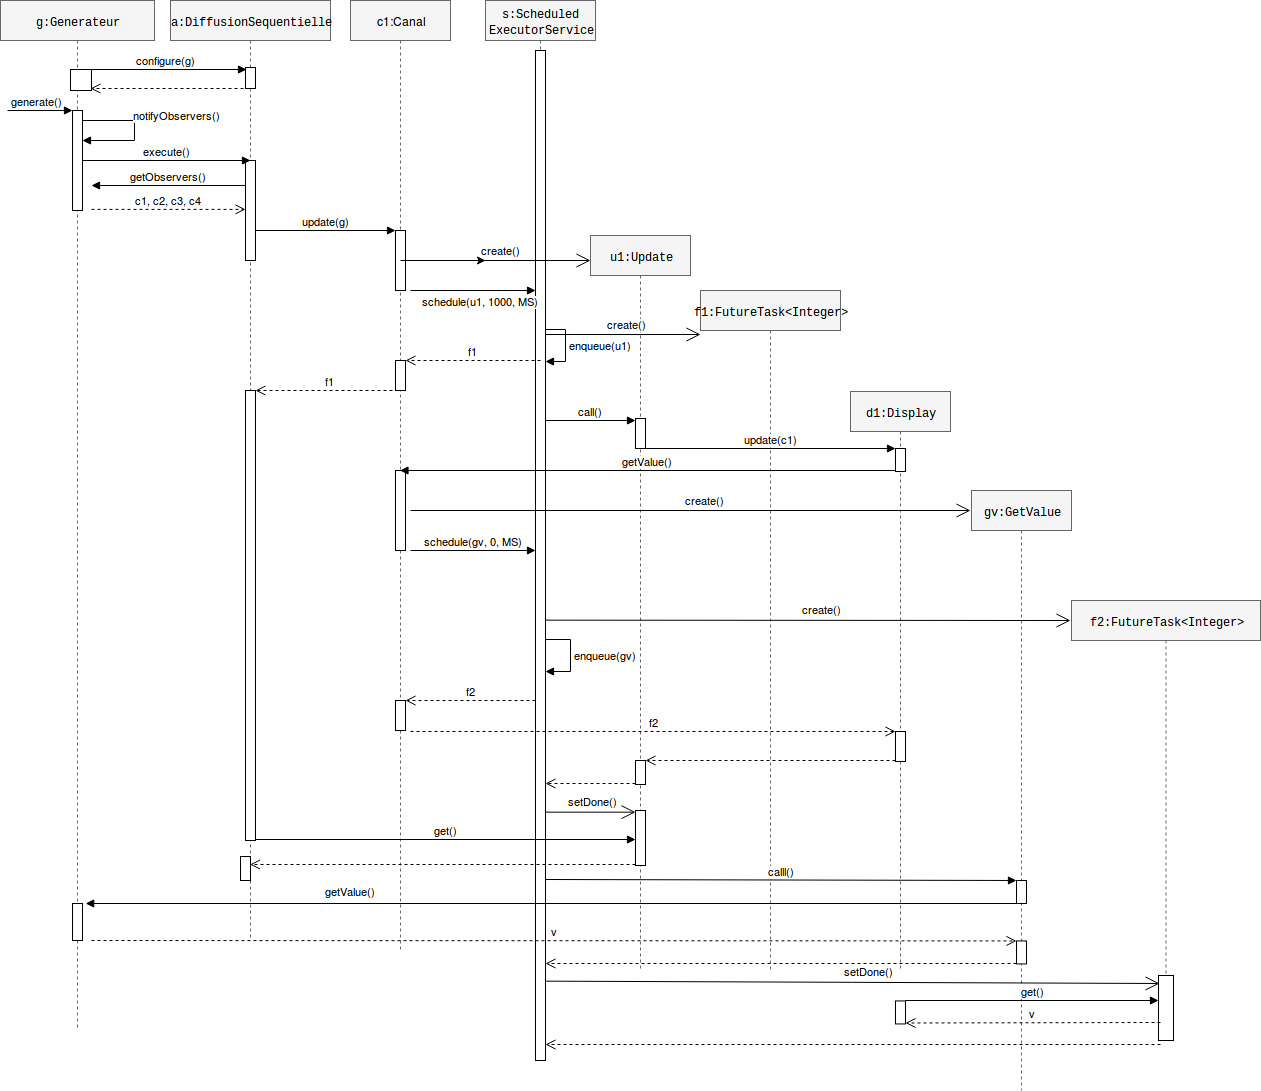 g:Generateur
a:DiffusionSequentielle
c1:Canal
s:Scheduled
ExecutorService
configure(g)
generate()
notifyObservers()
execute()
getObservers()
c1, c2, c3, c4
update(g)
create()
u1:Update
schedule(u1, 1000, MS)
f1:FutureTask<Integer>
create()
enqueue(u1)
f1
f1
call()
d1:Display
update(c1)
getValue()
create()
gv:GetValue
schedule(gv, 0, MS)
create()
f2:FutureTask<Integer>
enqueue(gv)
f2
f2
setDone()
get()
calll()
getValue()
v
setDone()
get()
v